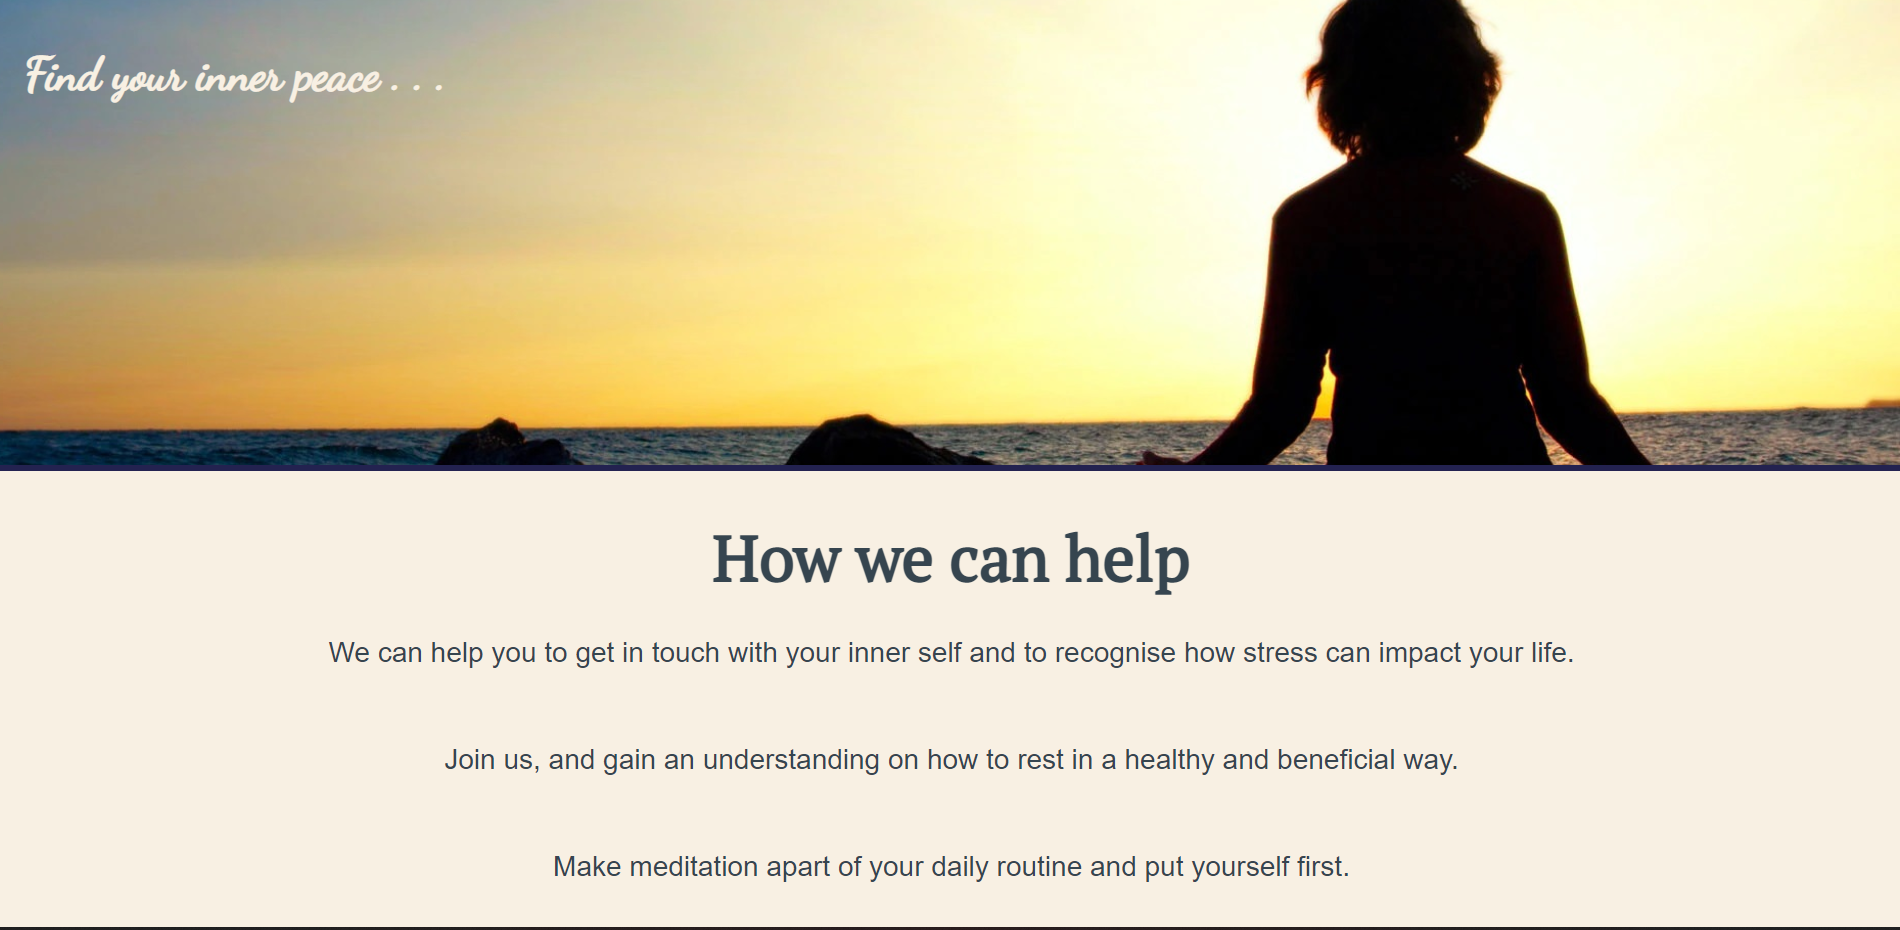 Find your inner peace . . .
How we can help
We can help you to get in touch with your inner self and to recognise how stress can impact your life.
Join us, and gain an understanding on how to rest in a healthy and beneficial way.
Make meditation apart of your daily routine and put yourself first.